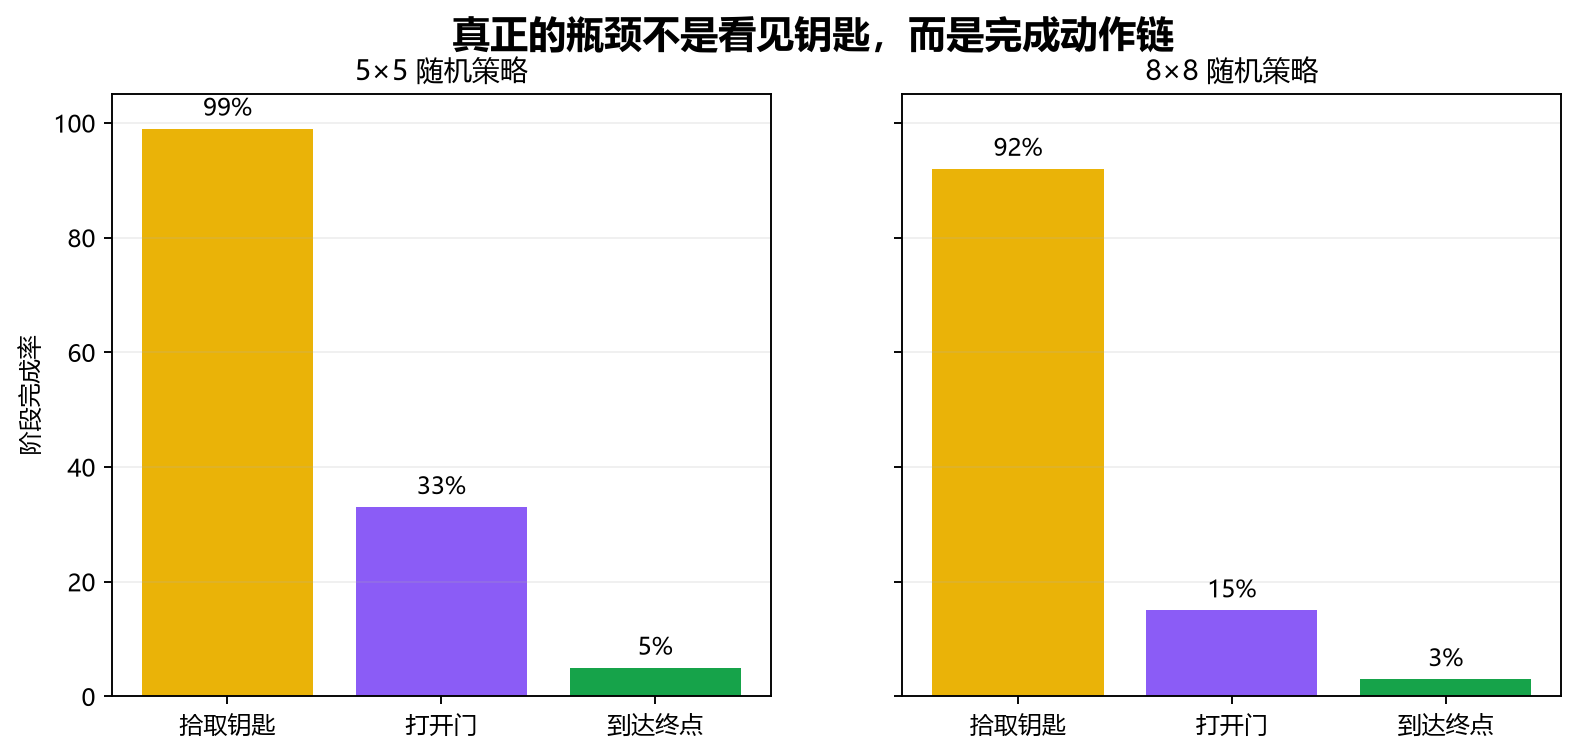 真正的瓶颈不是看见钥匙，而是完成动作链
5×5 随机策略
阶段完成率
100
80
60
40
20
0
99%
33%
5%
拾取钥匙
打开门
到达终点
8×8 随机策略
92%
15%
3%
拾取钥匙
打开门
到达终点